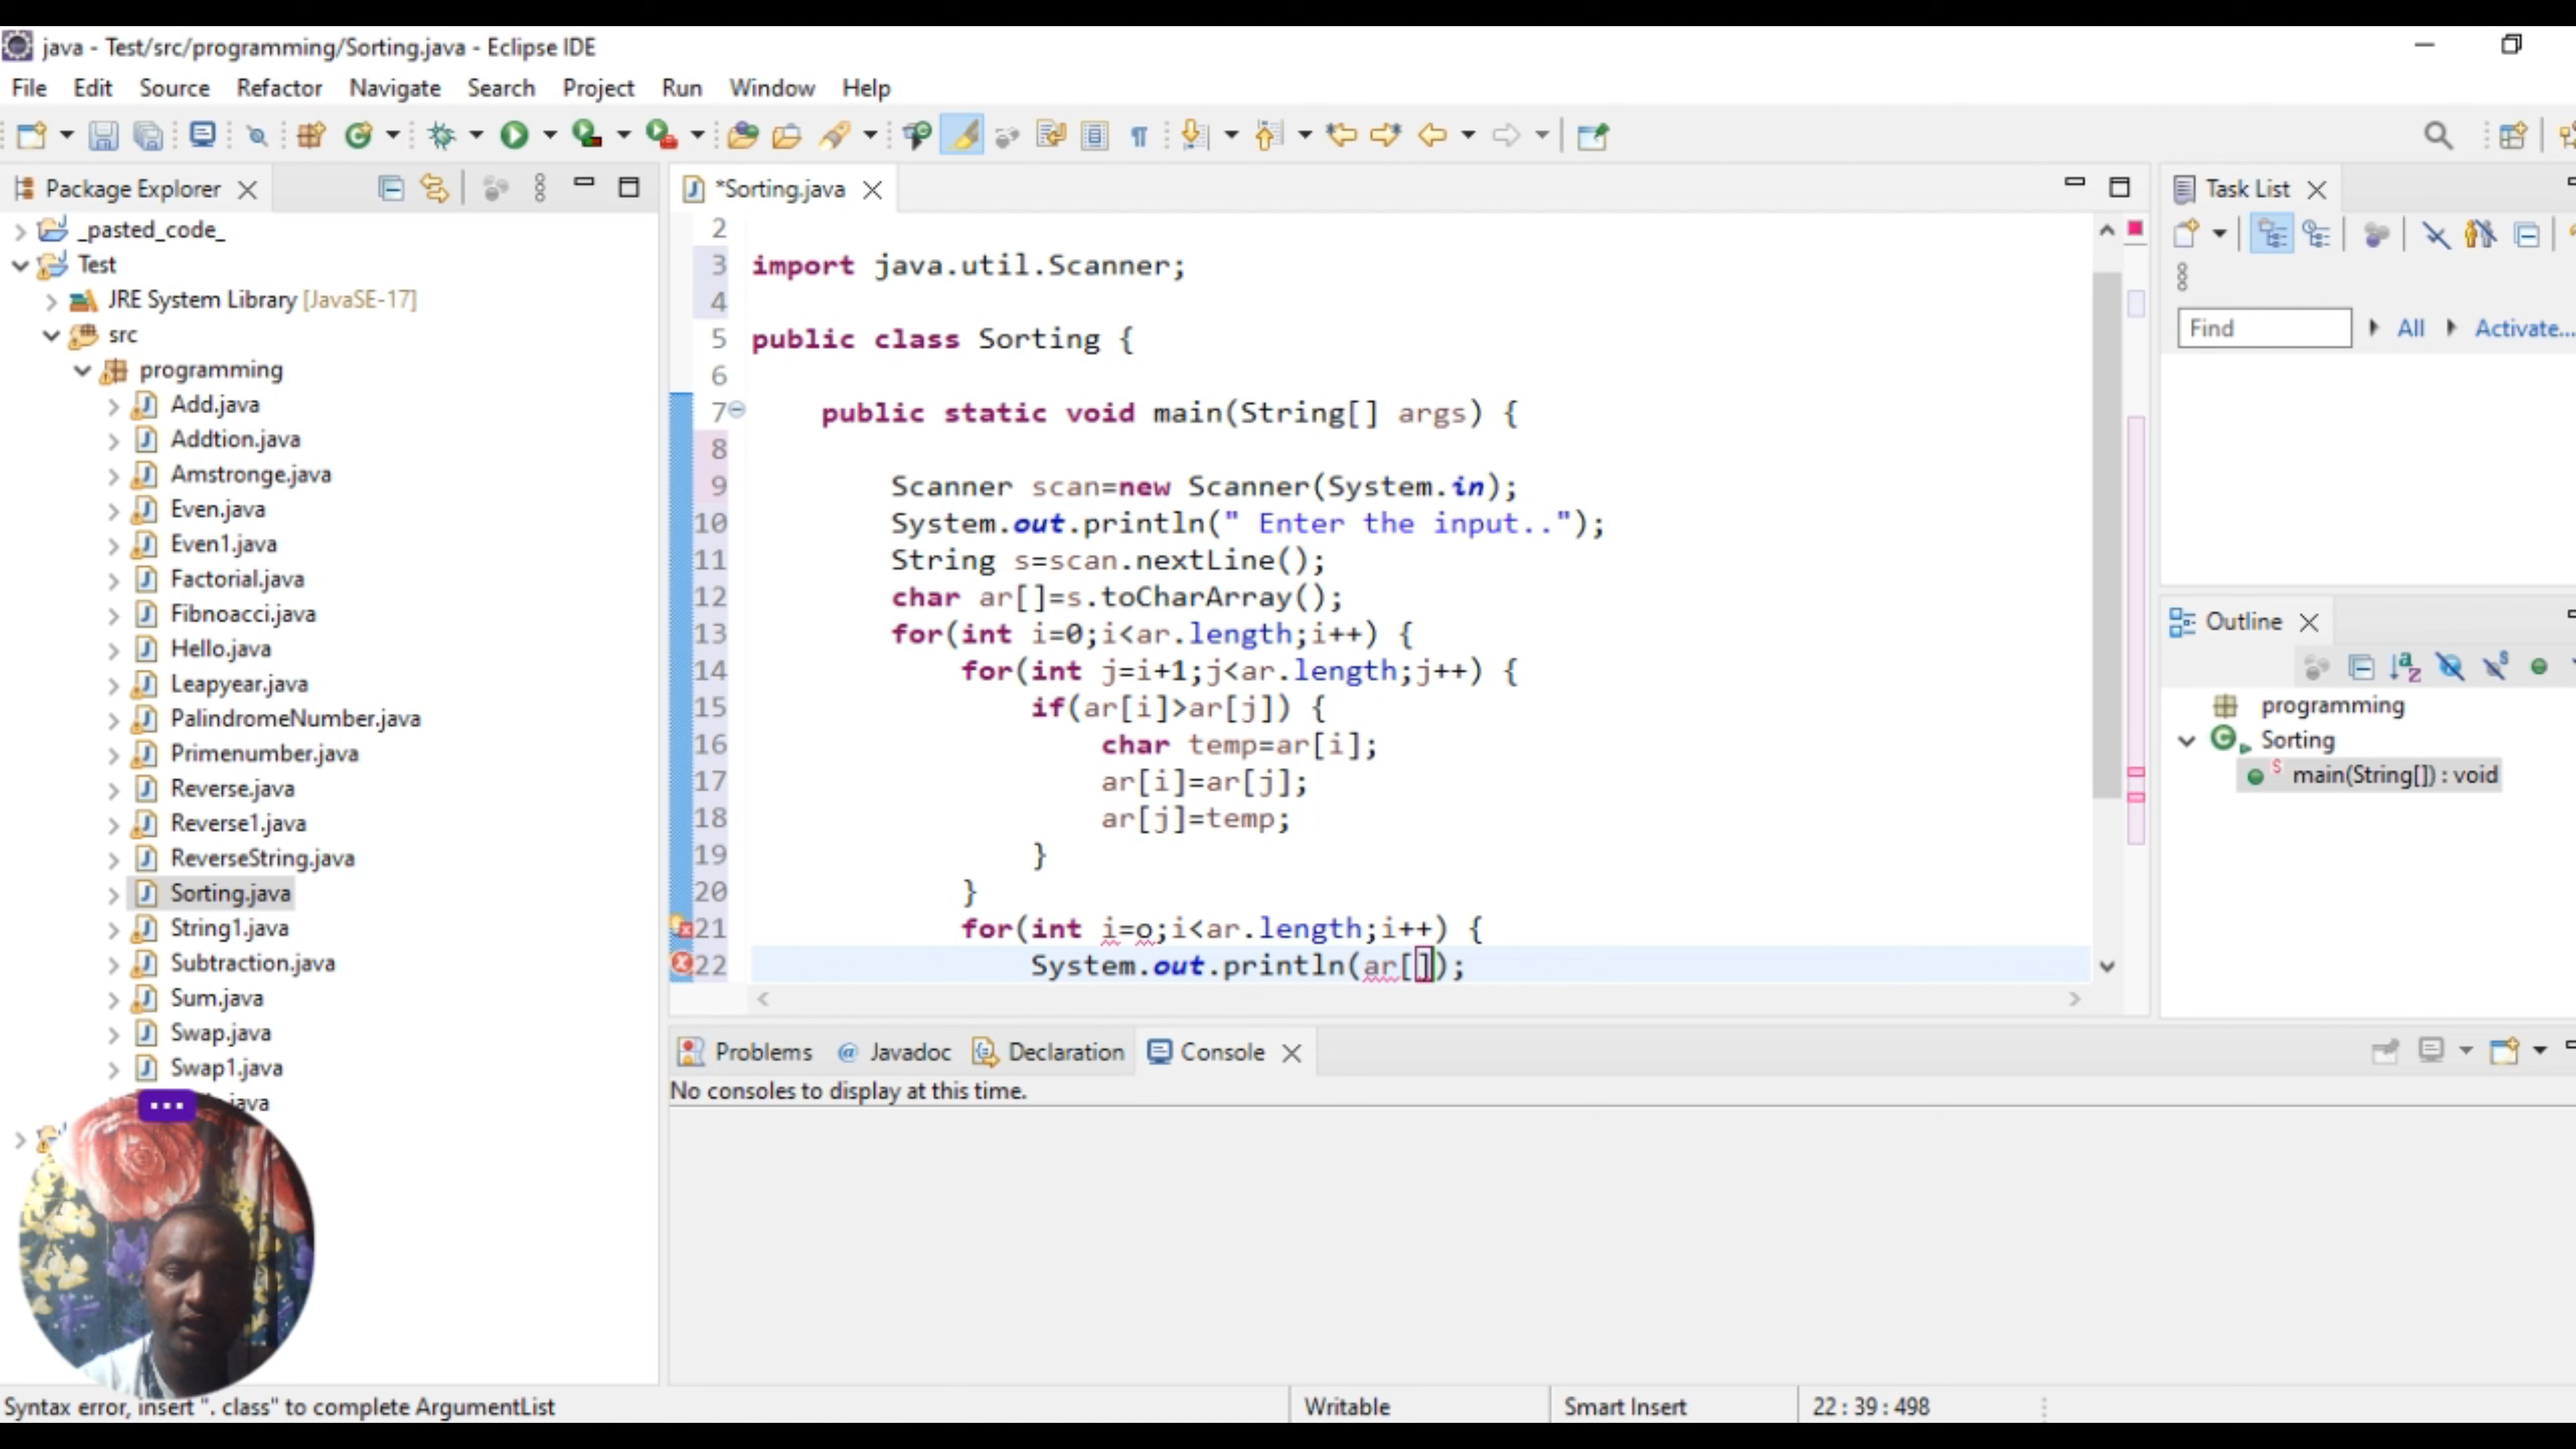 java - Test/src/programming/Sorting.java - Eclipse IDE
File Edit Source Refactor Navigate Search Project Run Window Help
Package Explorer
_pasted_code_
Test
JRE System Library [JavaSE-17]
src
programming
Add.java
Addtion.java
Amstronge.java
Even.java
Even1.java
Factorial.java
Fibnoacci.java
Hello.java
Leapyear.java
PalindromeNumber.java
Primenumber.java
Reverse.java
Reverse1.java
ReverseString.java
Sorting.java
String1.java
Subtraction.java
Sum.java
Swap.java
Swap1.java
.java
*Sorting.java
2
3 import java.util.Scanner;
4
5 public class Sorting {
6
7 public static void main(String[] args) {
8
9 Scanner scan=new Scanner(System.in);
10 System.out.println(" Enter the input..");
11 String s=scan.nextLine();
12 char ar[]=s.toCharArray();
13 for(int i=0;i<ar.length;i++) {
14 for(int j=i+1;j<ar.length;j++) {
15 if(ar[i]>ar[j]) {
16 char temp=ar[i];
17 ar[i]=ar[j];
18 ar[j]=temp;
19 }
20 }
21 for(int i=o;i<ar.length;i++) {
22 System.out.println(ar[]);
Task List
Find All Activate...
Outline
programming
Sorting
main(String[]) : void
Problems Javadoc Declaration Console
No consoles to display at this time.
Syntax error, insert ". class" to complete ArgumentList
Writable
Smart Insert
22 : 39 : 498